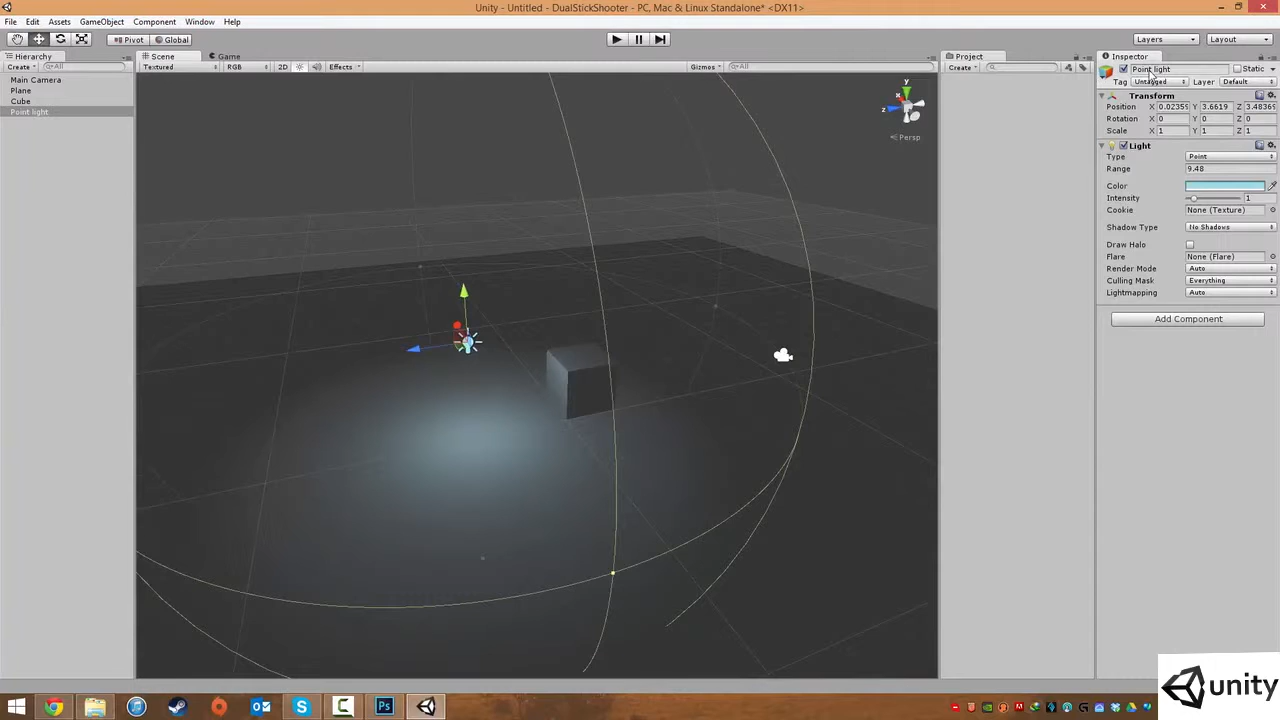 Unity - Untitled - DualStickShooter - PC, Mac & Linux Standalone* <DX11>
File Edit Assets GameObject Component Window Help
Pivot Global Layers Layout
Hierarchy Scene Game Project Inspector
Create All Textured RGB 2D Effects Gizmos All Create Point light Static
Main Camera
Plane
Cube
Point light
Tag Untagged Layer Default
Transform
Position X 0.02359 Y 3.6619 Z 3.48369
Rotation X 0 Y 0 Z 0
Scale X 1 Y 1 Z 1
Light
Type Point
Range 9.48
Color
Intensity 1
Cookie None (Texture)
Shadow Type No Shadows
Draw Halo
Flare None (Flare)
Render Mode Auto
Culling Mask Everything
Lightmapping Auto
Add Component
y
x
z
Persp
Ps
unity